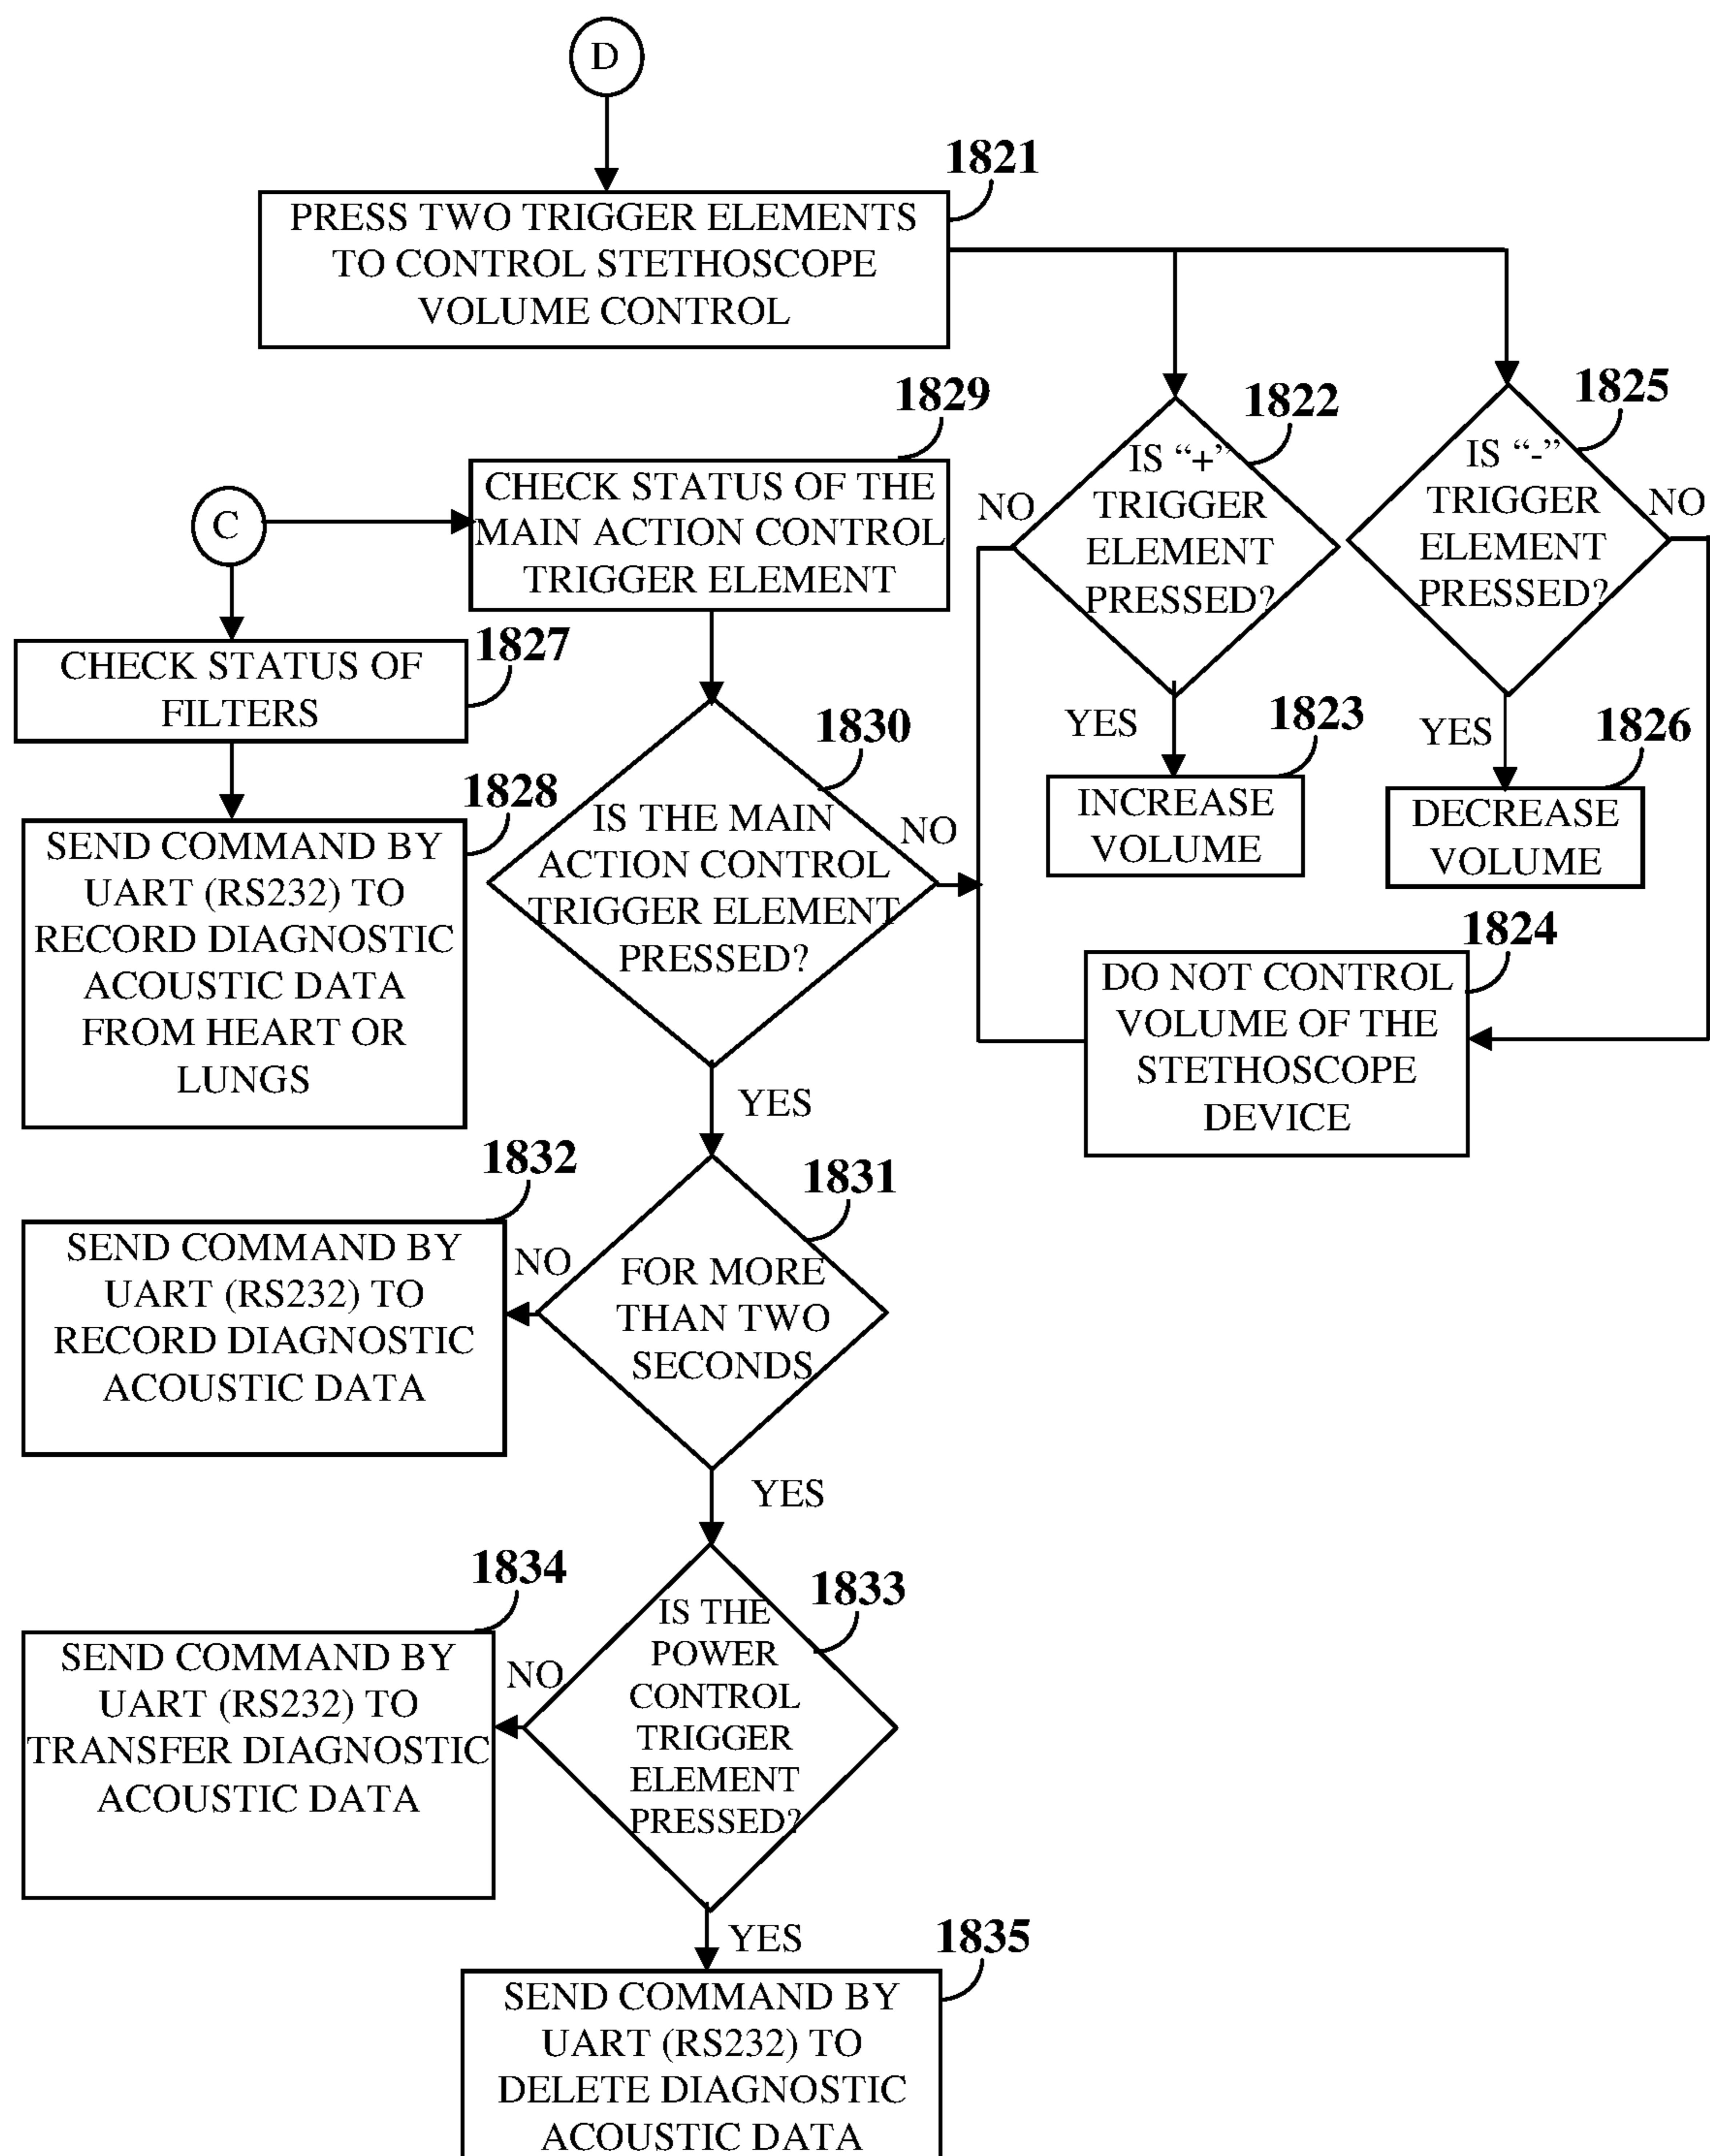 D
1821
PRESS TWO TRIGGER ELEMENTS
TO CONTROL STETHOSCOPE
VOLUME CONTROL
1829
CHECK STATUS OF THE
MAIN ACTION CONTROL
TRIGGER ELEMENT
C
1827
CHECK STATUS OF
FILTERS
1828
SEND COMMAND BY
UART (RS232) TO
RECORD DIAGNOSTIC
ACOUSTIC DATA
FROM HEART OR
LUNGS
1822
IS “+”
TRIGGER
ELEMENT
PRESSED?
NO
YES
1823
INCREASE
VOLUME
1825
IS “-”
TRIGGER
ELEMENT
PRESSED?
NO
YES
1826
DECREASE
VOLUME
1824
DO NOT CONTROL
VOLUME OF THE
STETHOSCOPE
DEVICE
1830
IS THE MAIN
ACTION CONTROL
TRIGGER ELEMENT
PRESSED?
NO
YES
1831
FOR MORE
THAN TWO
SECONDS
NO
1832
SEND COMMAND BY
UART (RS232) TO
RECORD DIAGNOSTIC
ACOUSTIC DATA
YES
1833
IS THE
POWER
CONTROL
TRIGGER
ELEMENT
PRESSED?
NO
1834
SEND COMMAND BY
UART (RS232) TO
TRANSFER DIAGNOSTIC
ACOUSTIC DATA
YES
1835
SEND COMMAND BY
UART (RS232) TO
DELETE DIAGNOSTIC
ACOUSTIC DATA